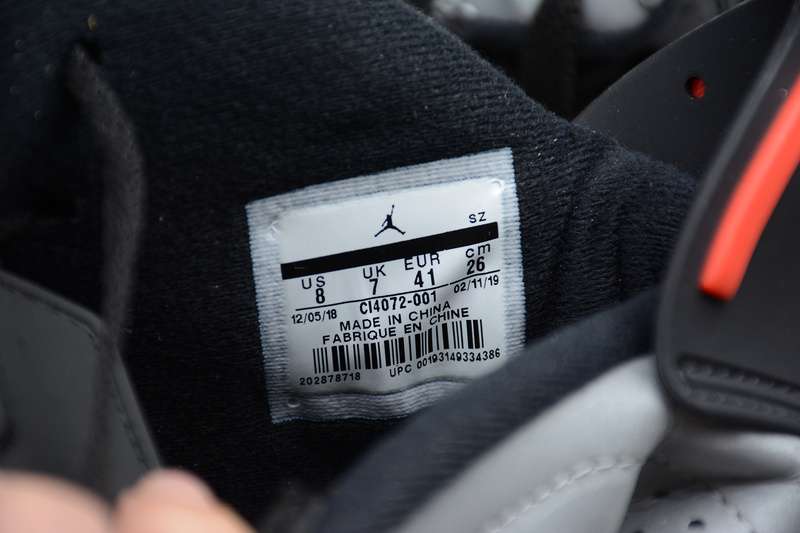 SZ
US UK EUR cm
8 7 41 26
12/05/18 CI4072-001 02/11/19
MADE IN CHINA
FABRIQUE EN CHINE
202878718 UPC 00193149334386